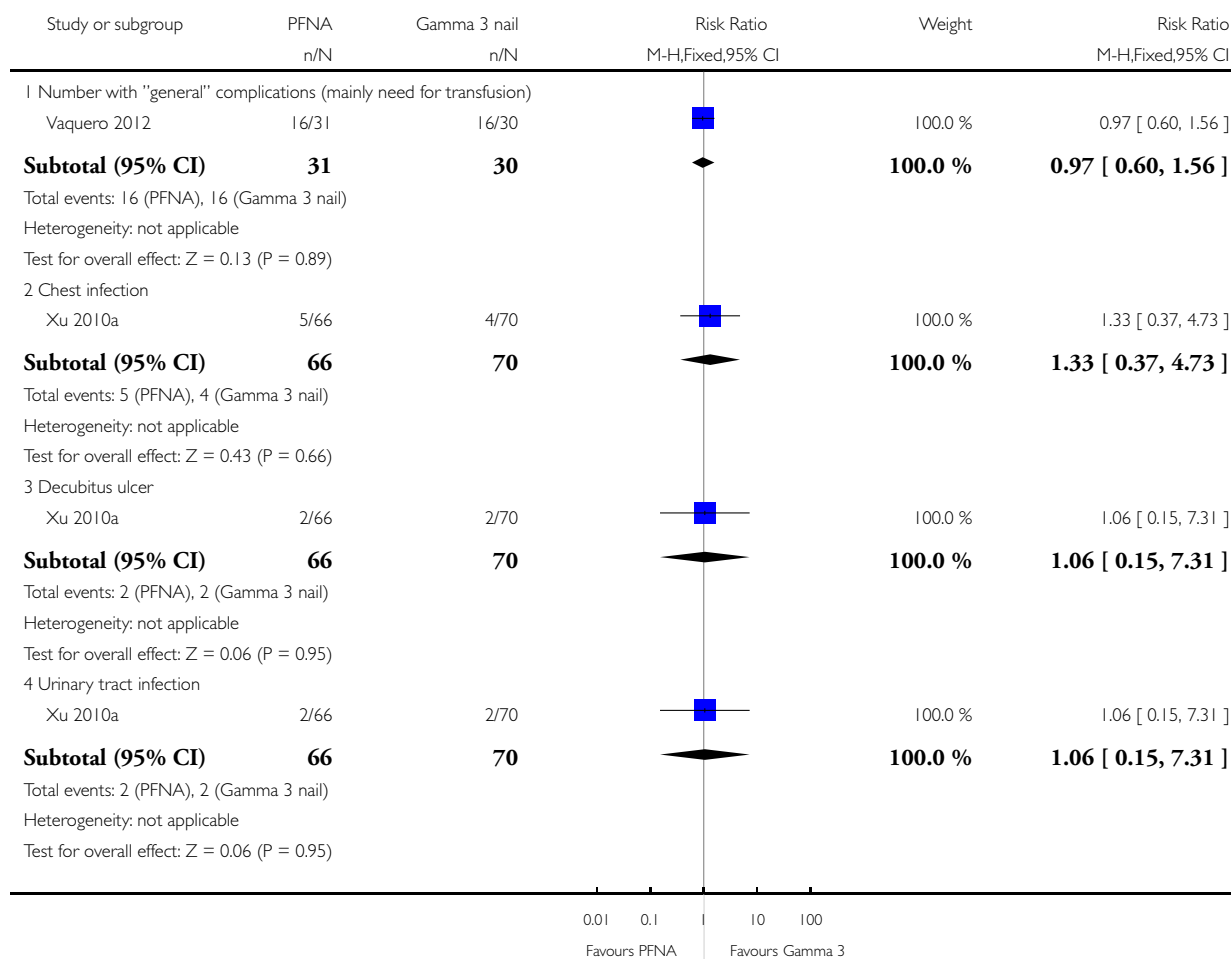 Study or subgroup PFNA Gamma 3 nail Risk Ratio Weight Risk Ratio
n/N n/N M-H,Fixed,95% CI M-H,Fixed,95% CI
1 Number with ”general” complications (mainly need for transfusion)
Vaquero 2012 16/31 16/30 100.0 % 0.97 [ 0.60, 1.56 ]
Subtotal (95% CI) 31 30 100.0 % 0.97 [ 0.60, 1.56 ]
Total events: 16 (PFNA), 16 (Gamma 3 nail)
Heterogeneity: not applicable
Test for overall effect: Z = 0.13 (P = 0.89)
2 Chest infection
Xu 2010a 5/66 4/70 100.0 % 1.33 [ 0.37, 4.73 ]
Subtotal (95% CI) 66 70 100.0 % 1.33 [ 0.37, 4.73 ]
Total events: 5 (PFNA), 4 (Gamma 3 nail)
Heterogeneity: not applicable
Test for overall effect: Z = 0.43 (P = 0.66)
3 Decubitus ulcer
Xu 2010a 2/66 2/70 100.0 % 1.06 [ 0.15, 7.31 ]
Subtotal (95% CI) 66 70 100.0 % 1.06 [ 0.15, 7.31 ]
Total events: 2 (PFNA), 2 (Gamma 3 nail)
Heterogeneity: not applicable
Test for overall effect: Z = 0.06 (P = 0.95)
4 Urinary tract infection
Xu 2010a 2/66 2/70 100.0 % 1.06 [ 0.15, 7.31 ]
Subtotal (95% CI) 66 70 100.0 % 1.06 [ 0.15, 7.31 ]
Total events: 2 (PFNA), 2 (Gamma 3 nail)
Heterogeneity: not applicable
Test for overall effect: Z = 0.06 (P = 0.95)
0.01 0.1 1 10 100
Favours PFNA Favours Gamma 3